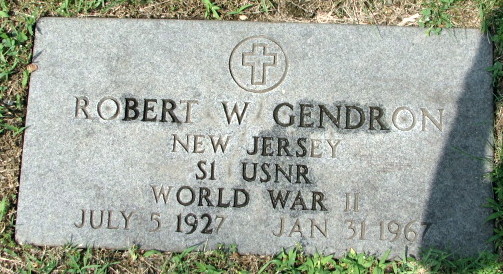 ROBERT W GENDRON
NEW JERSEY
S1 USNR
WORLD WAR II
JULY 5 1927 JAN 31 1967